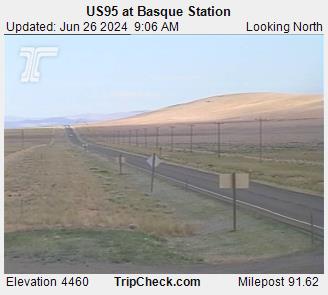 US95 at Basque Station
Updated: Jun 26 2024 9:06 AM Looking North
Elevation 4460 TripCheck.com Milepost 91.62